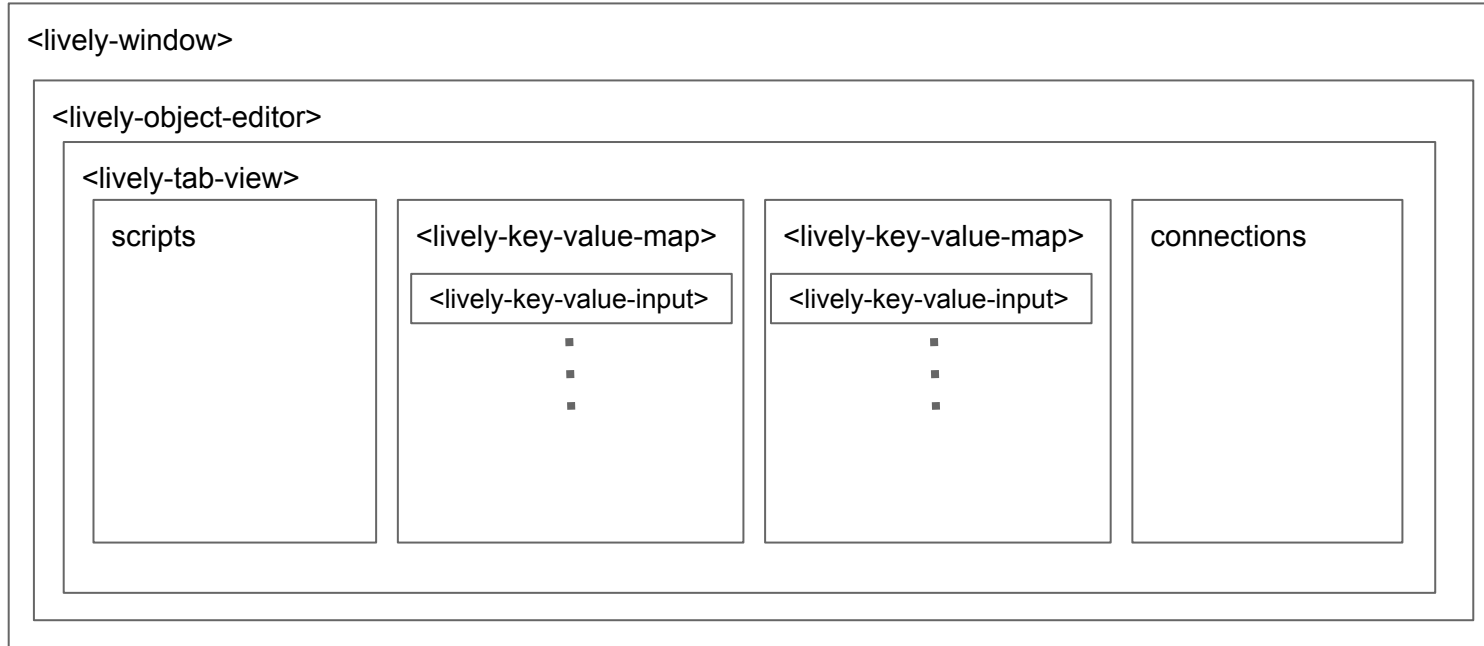 <lively-window>
<lively-object-editor>
<lively-tab-view>
scripts
<lively-key-value-map>
<lively-key-value-map>
connections
<lively-key-value-input>
<lively-key-value-input>